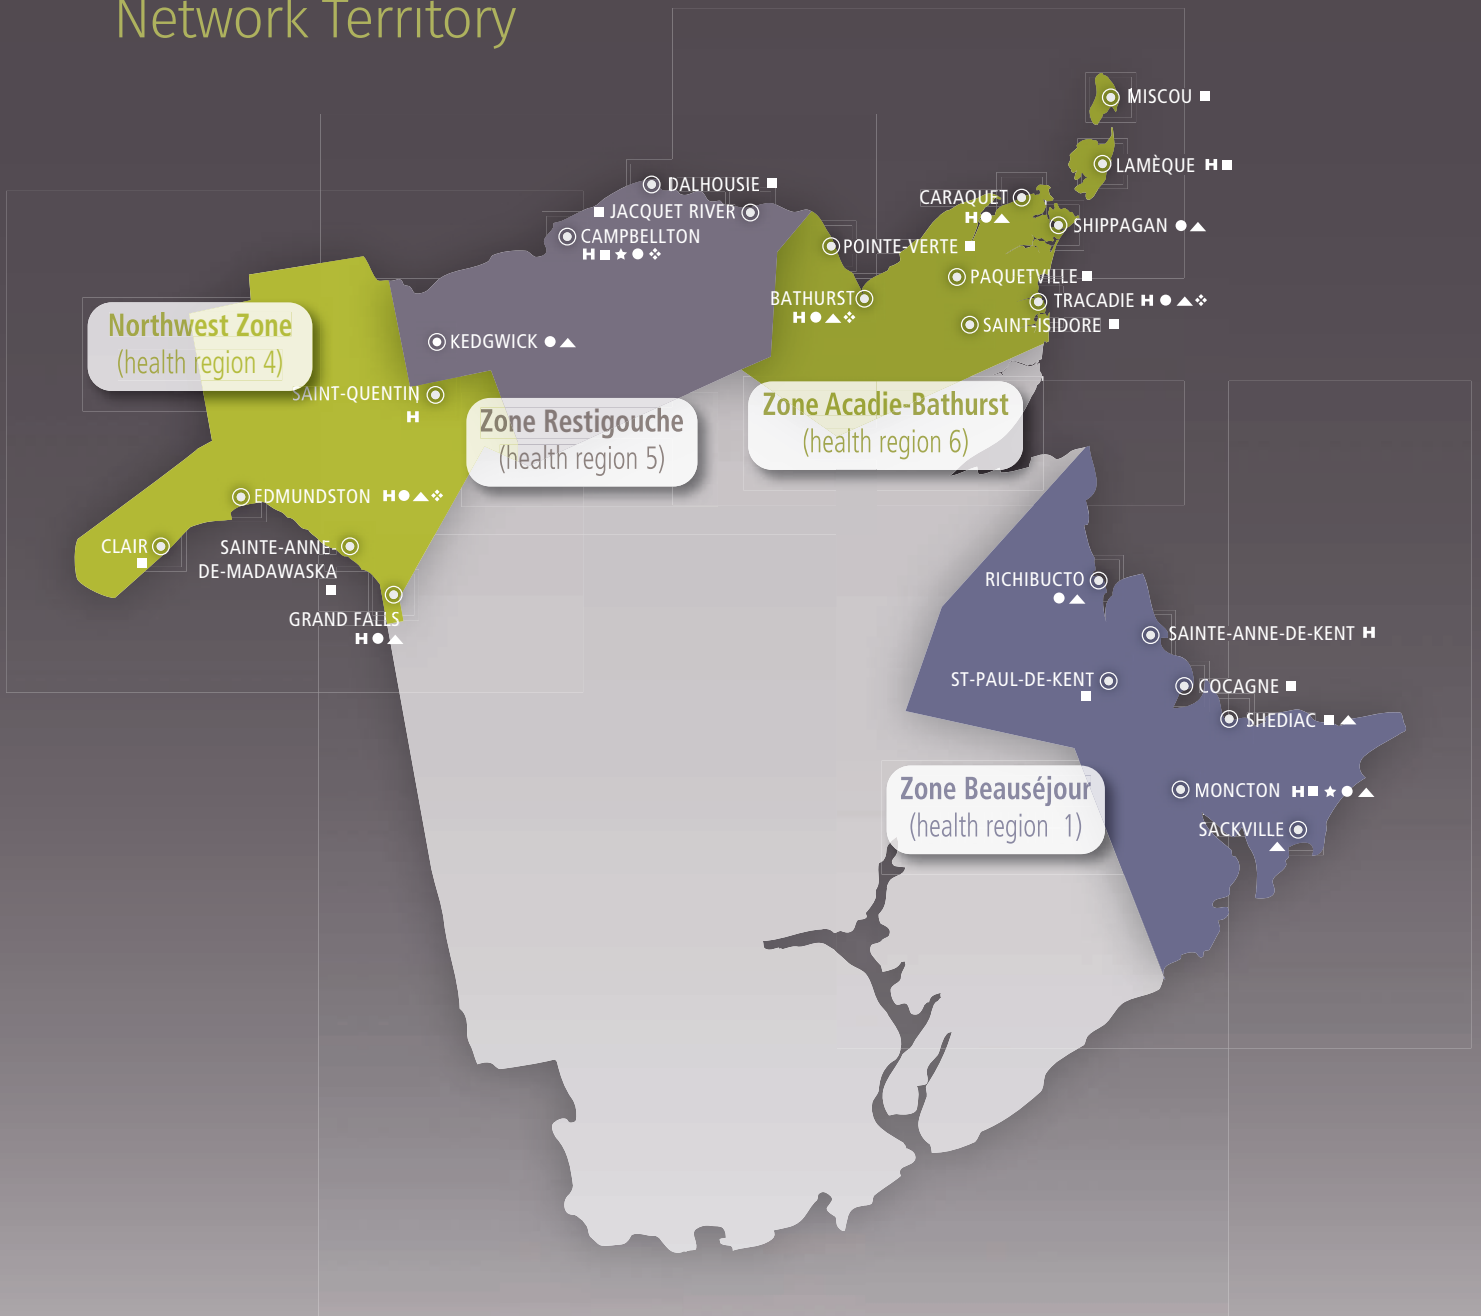 Network Territory
MISCOU
LAMÈQUE H
DALHOUSIE
CARAQUET
H
JACQUET RIVER
SHIPPAGAN
CAMPBELLTON
H
POINTE-VERTE
PAQUETVILLE
BATHURST
H
TRACADIE H
SAINT-ISIDORE
Northwest Zone
(health region 4)
KEDGWICK
SAINT-QUENTIN
H
Zone Restigouche
(health region 5)
Zone Acadie-Bathurst
(health region 6)
EDMUNDSTON H
CLAIR
SAINTE-ANNE-
DE-MADAWASKA
GRAND FALLS
H
RICHIBUCTO
SAINTE-ANNE-DE-KENT H
ST-PAUL-DE-KENT
COCAGNE
SHEDIAC
Zone Beauséjour
(health region 1)
MONCTON H
SACKVILLE